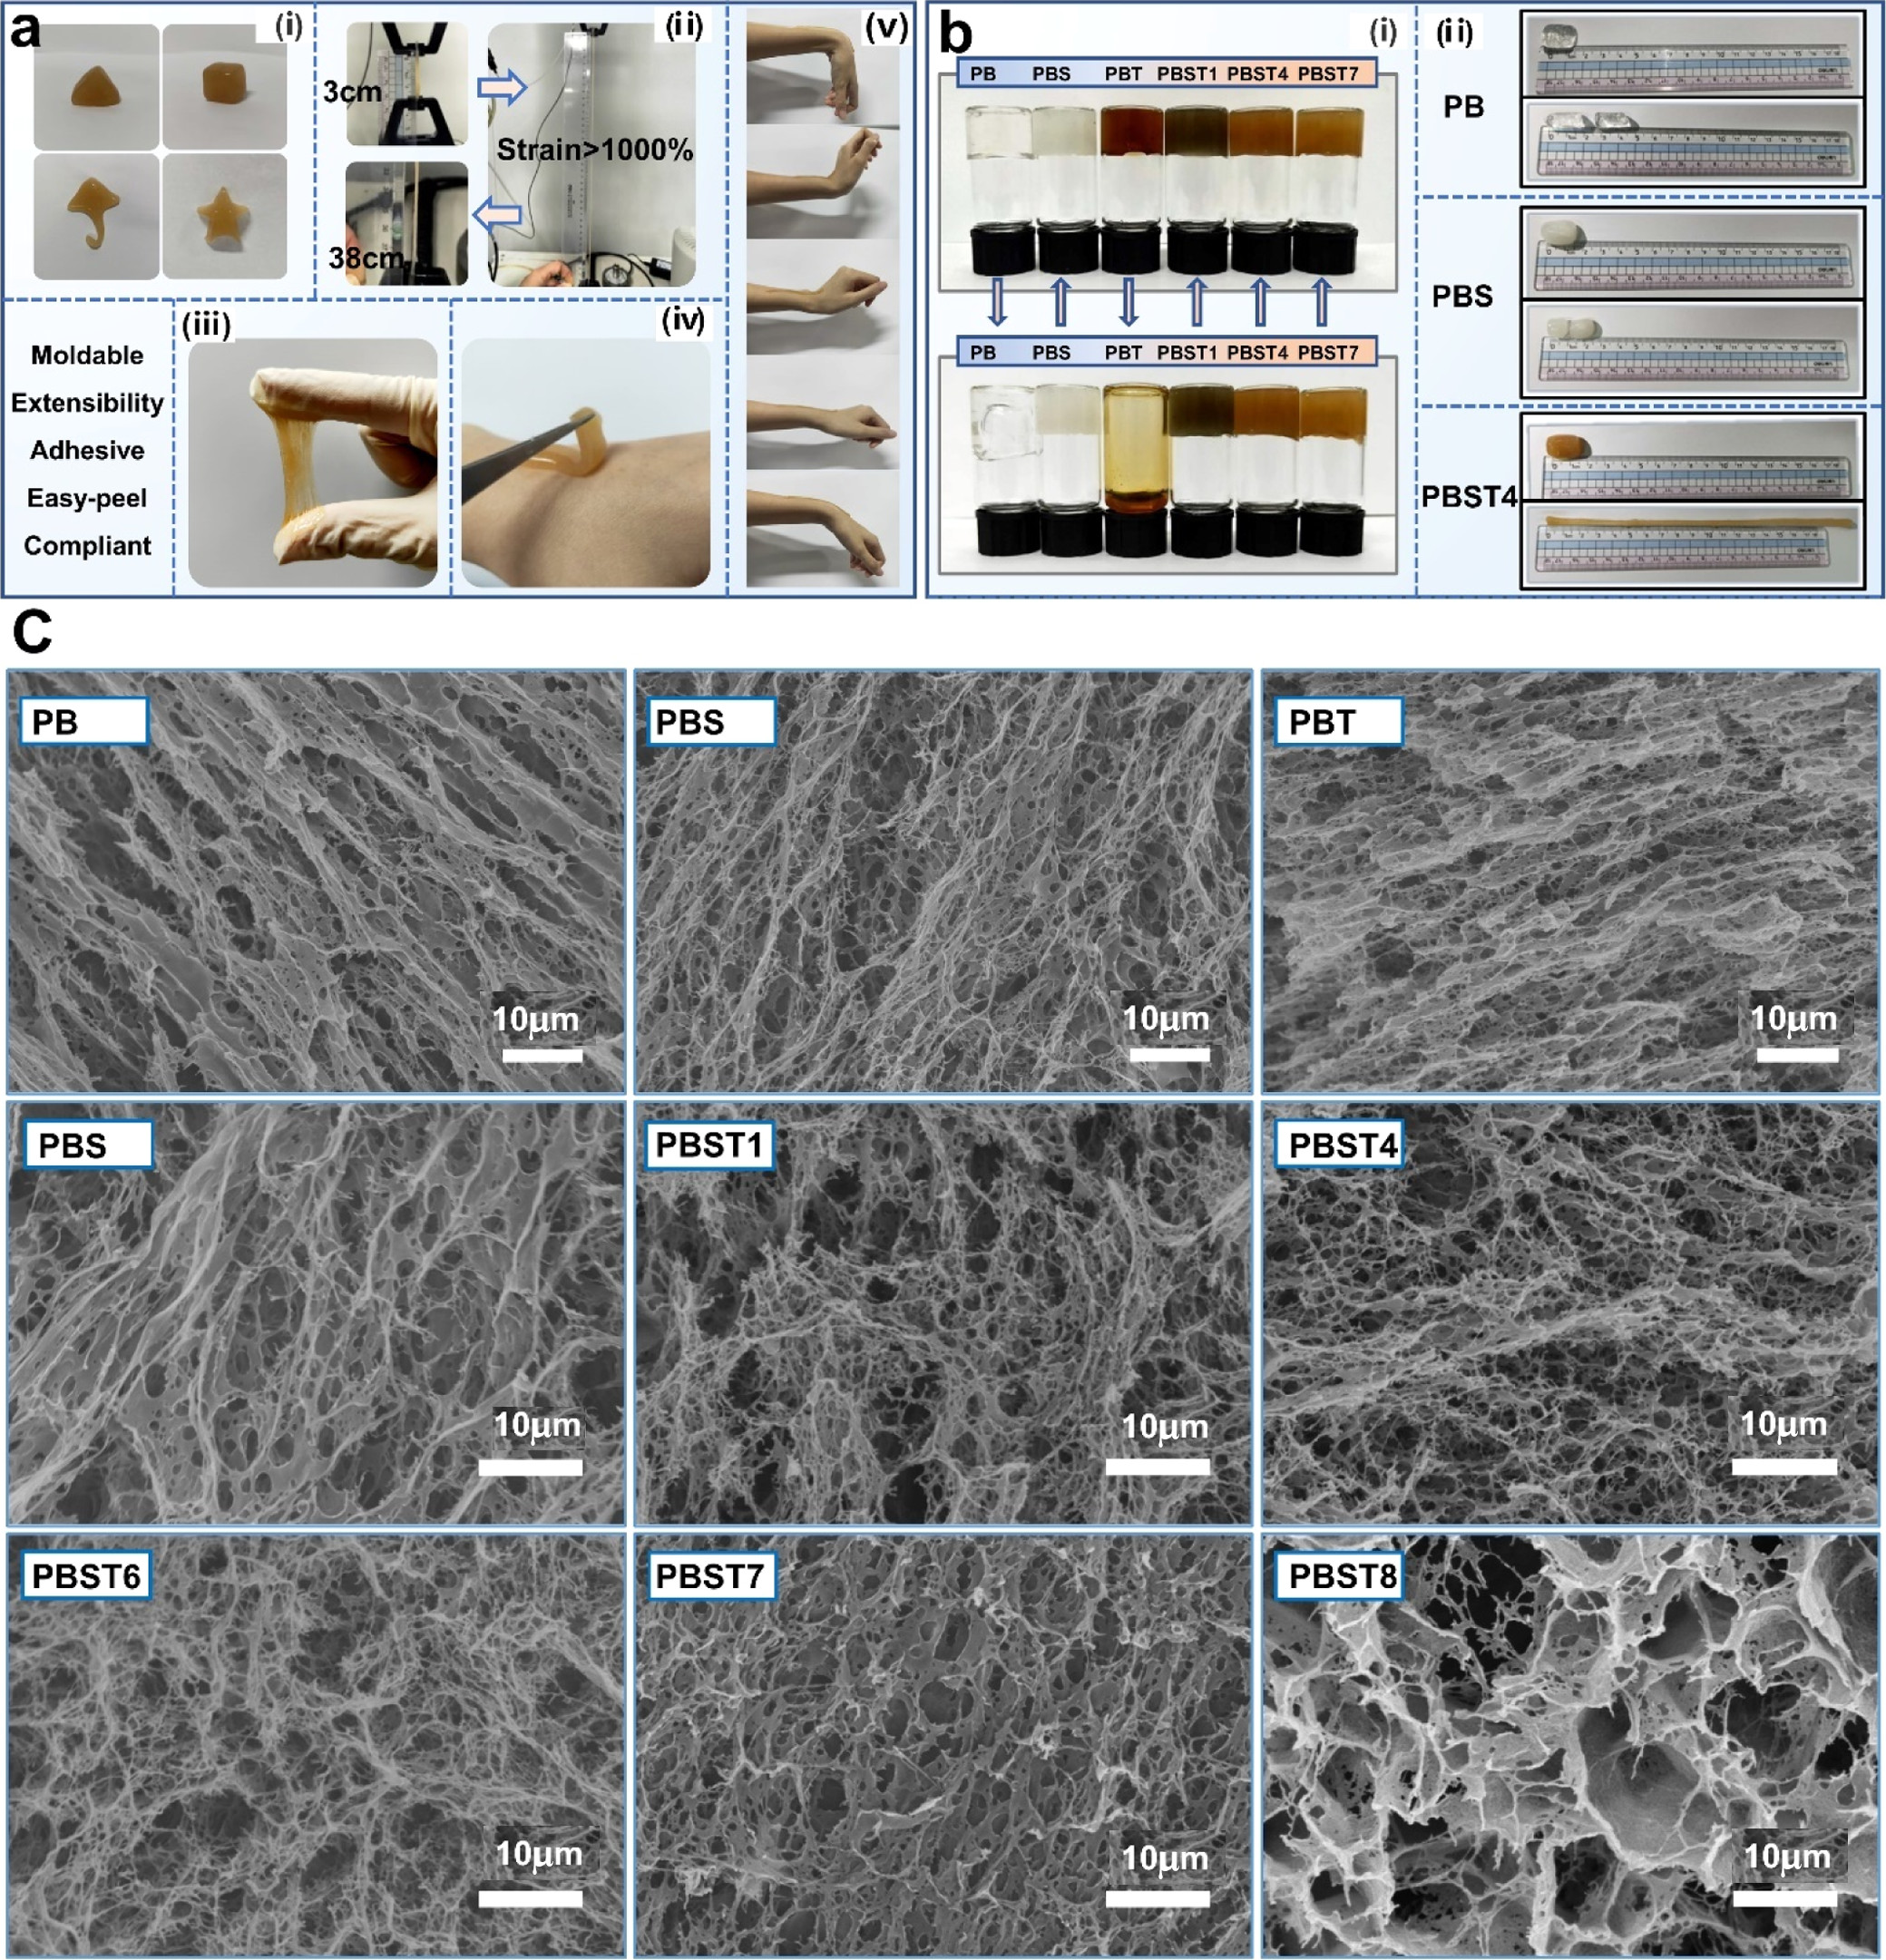 a
(i)
(ii)
3cm
Strain>1000%
38cm
(v)
Moldable
Extensibility
Adhesive
Easy-peel
Compliant
(iii)
(iv)
b
(i)
PB PBS PBT PBST1 PBST4 PBST7
PB PBS PBT PBST1 PBST4 PBST7
(ii)
PB
PBS
PBST4
C
PB
10μm
PBS
10μm
PBT
10μm
PBS
10μm
PBST1
10μm
PBST4
10μm
PBST6
10μm
PBST7
10μm
PBST8
10μm